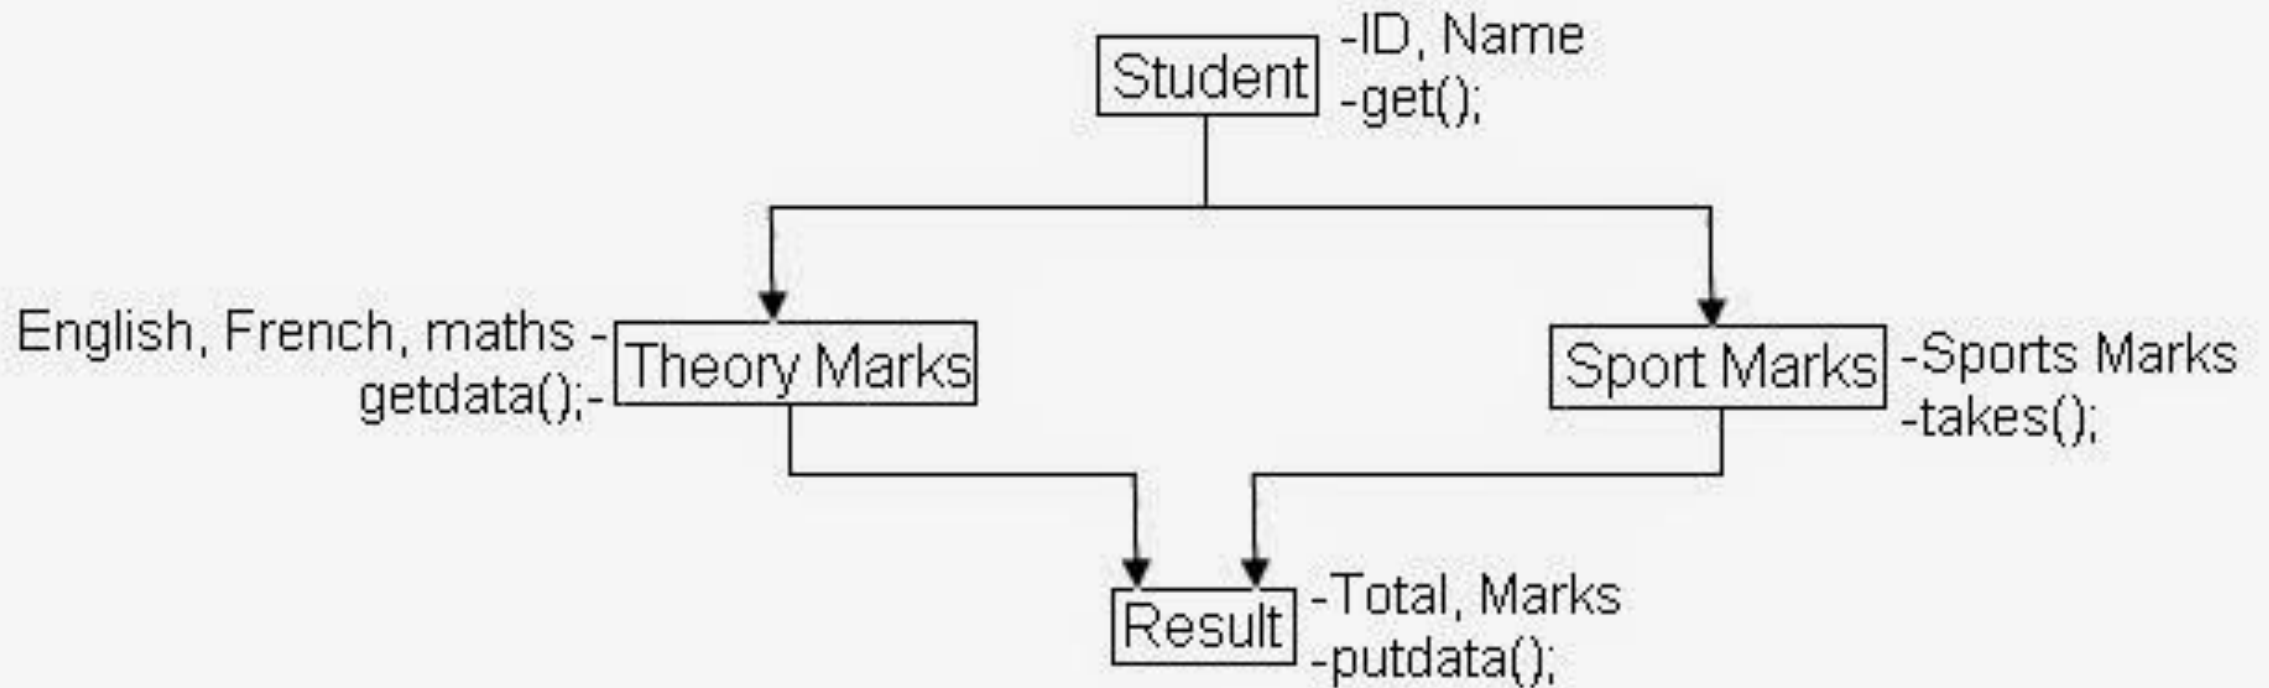 Student
-ID, Name
-get();
English, French, maths -
getdata();-
Theory Marks
Sport Marks
-Sports Marks
-takes();
Result
-Total, Marks
-putdata();